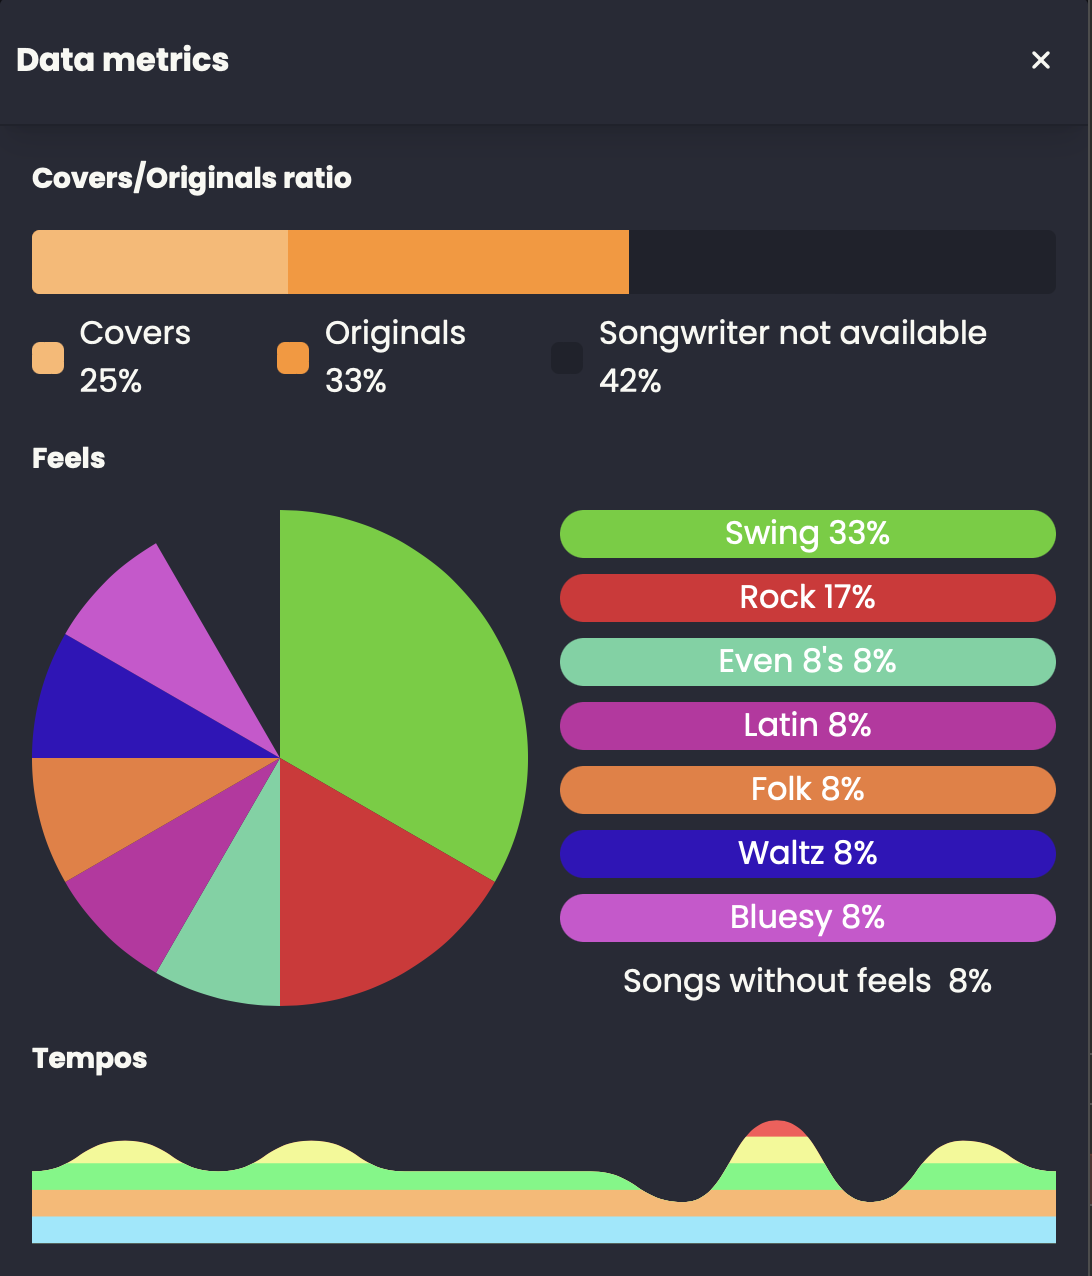 Data metrics
Covers/Originals ratio
Covers
25%
Originals
33%
Songwriter not available
42%
Feels
Swing 33%
Rock 17%
Even 8's 8%
Latin 8%
Folk 8%
Waltz 8%
Bluesy 8%
Songs without feels 8%
Tempos